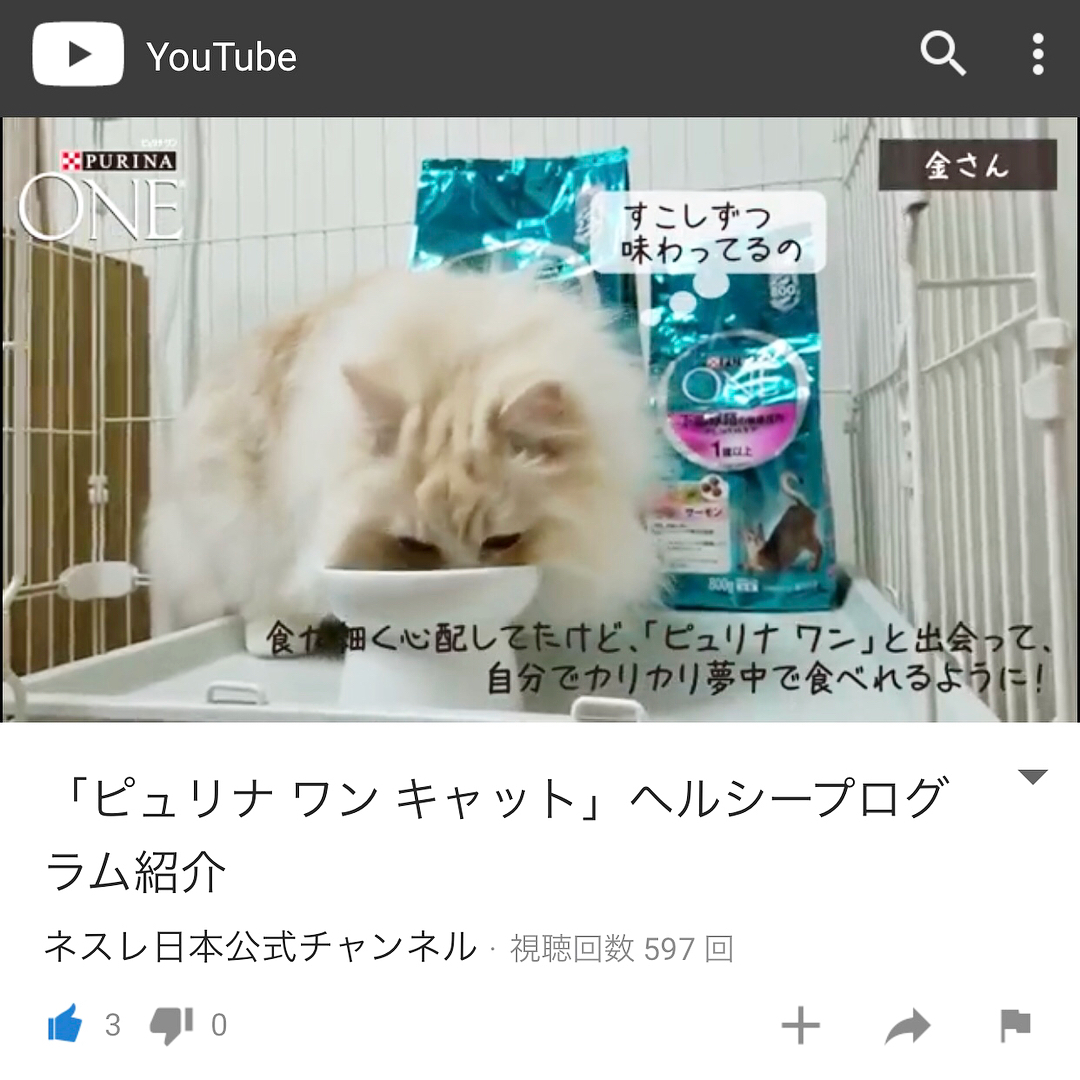 YouTube
ピュリナ ワン
PURINA
ONE
金さん
すこしずつ
味わってるの
PURINA
ONE
1歳以上
サーモン
800g
食が細く心配してたけど、「ピュリナ ワン」と出会って、
自分でカリカリ夢中で食べれるように！
「ピュリナ ワン キャット」ヘルシープログ
ラム紹介
ネスレ日本公式チャンネル · 視聴回数 597 回
3
0